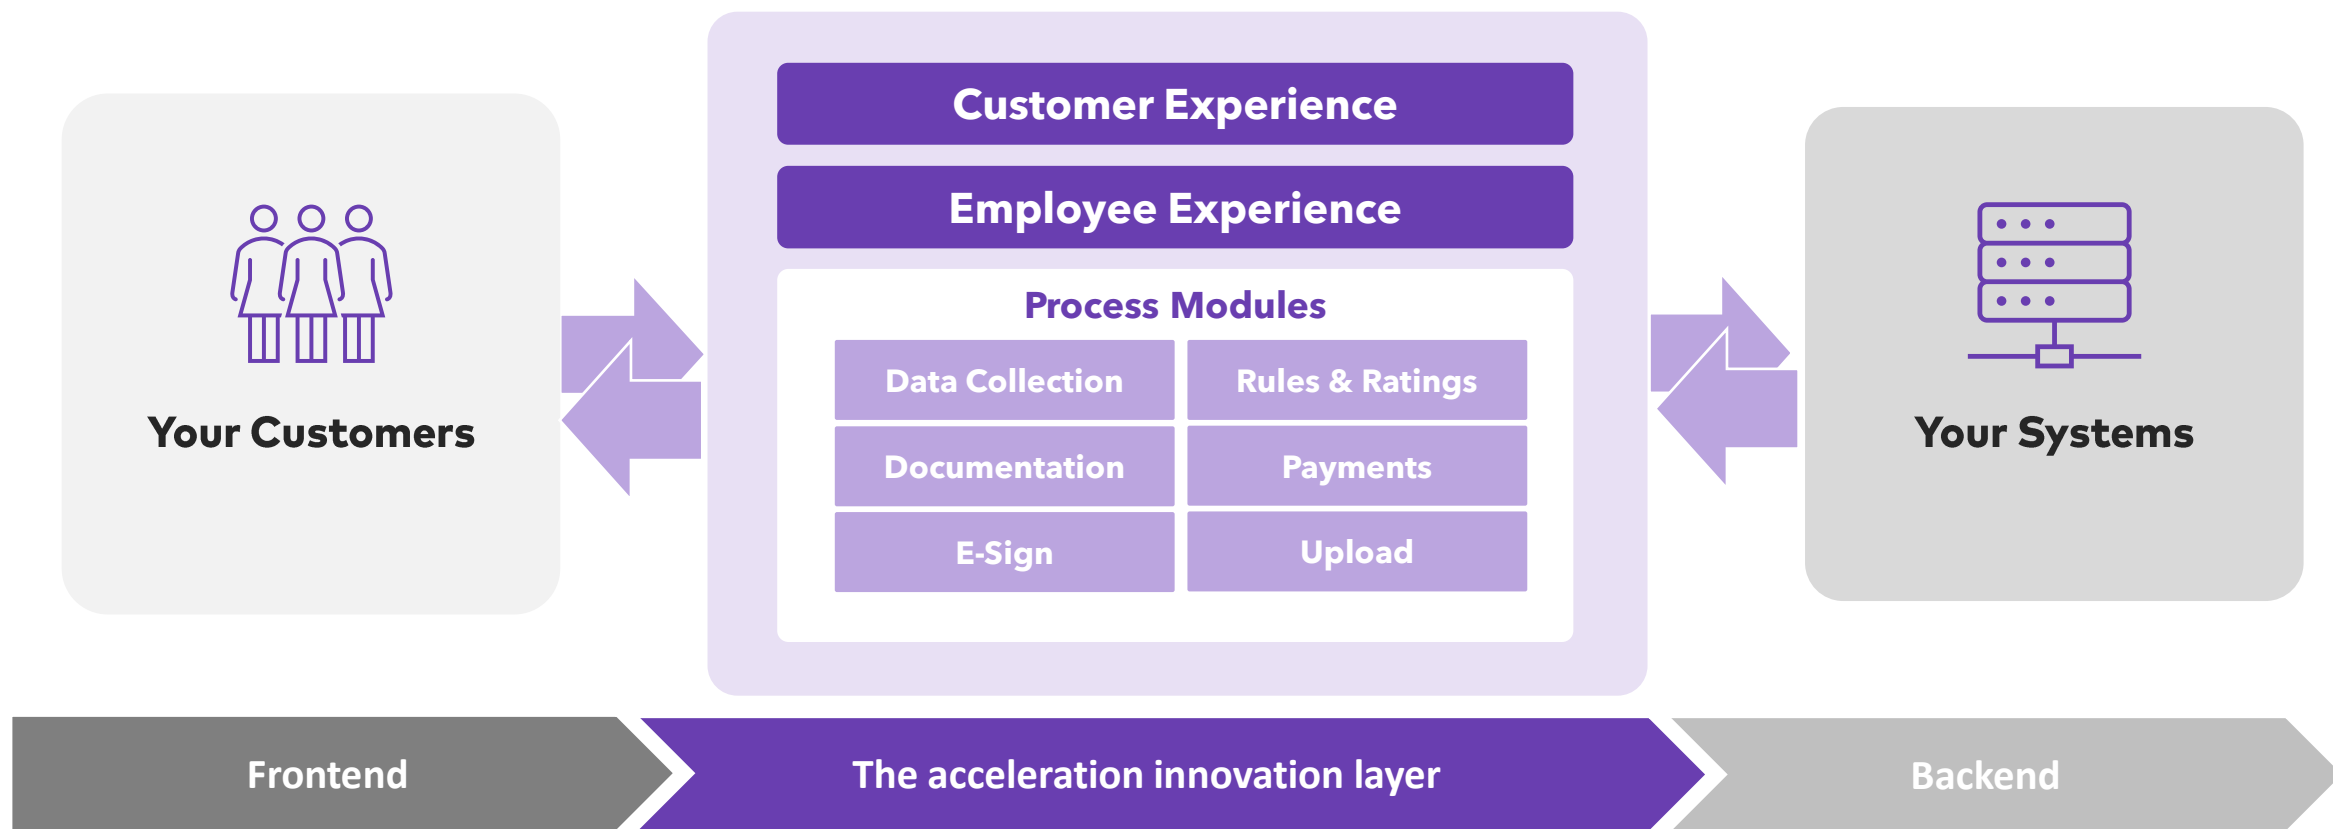 Customer Experience
Employee Experience
Process Modules
Data Collection
Rules & Ratings
Documentation
Payments
E-Sign
Upload
Your Customers
Your Systems
Frontend
The acceleration innovation layer
Backend